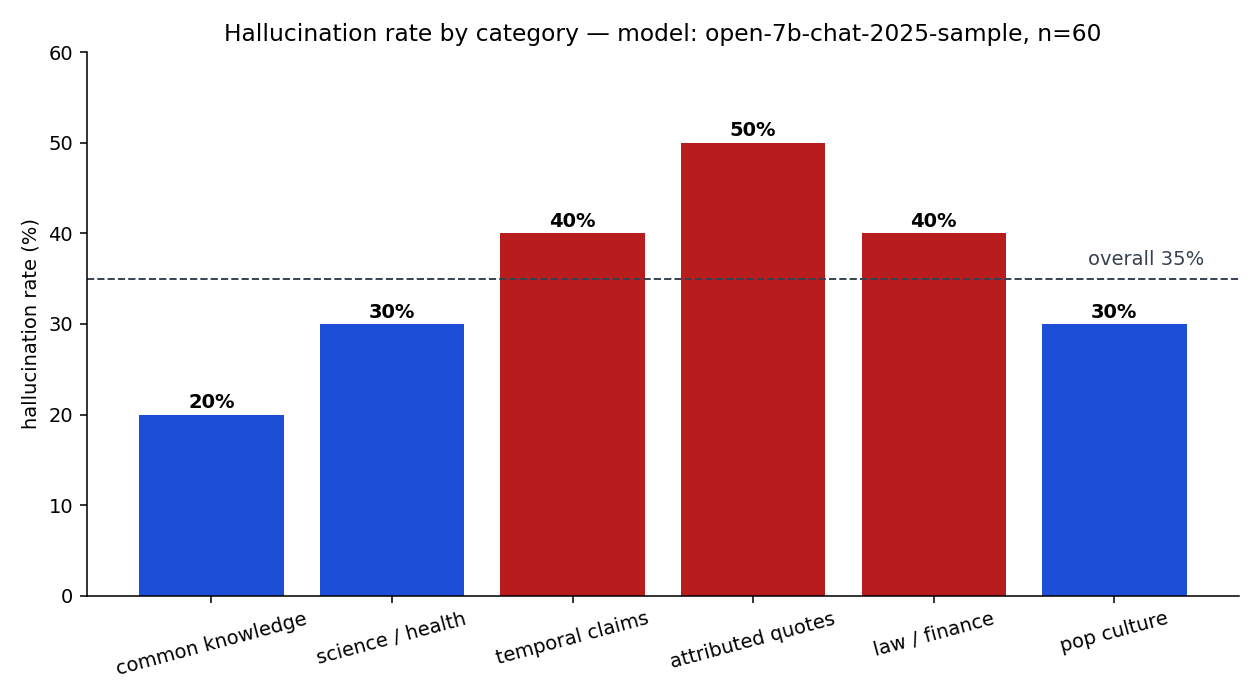 Hallucination rate by category — model: open-7b-chat-2025-sample, n=60
60
50
40
30
20
10
0
hallucination rate (%)
20%
30%
40%
50%
40%
30%
overall 35%
common knowledge
science / health
temporal claims
attributed quotes
law / finance
pop culture